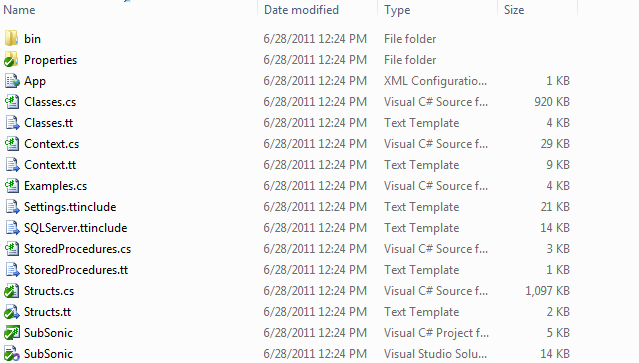 Name Date modified Type Size
bin 6/28/2011 12:24 PM File folder
Properties 6/28/2011 12:24 PM File folder
App 6/28/2011 12:24 PM XML Configuratio... 1 KB
Classes.cs 6/28/2011 12:24 PM Visual C# Source f... 920 KB
Classes.tt 6/28/2011 12:24 PM Text Template 4 KB
Context.cs 6/28/2011 12:24 PM Visual C# Source f... 29 KB
Context.tt 6/28/2011 12:24 PM Text Template 9 KB
Examples.cs 6/28/2011 12:24 PM Visual C# Source f... 4 KB
Settings.ttinclude 6/28/2011 12:24 PM Text Template 21 KB
SQLServer.ttinclude 6/28/2011 12:24 PM Text Template 14 KB
StoredProcedures.cs 6/28/2011 12:24 PM Visual C# Source f... 3 KB
StoredProcedures.tt 6/28/2011 12:24 PM Text Template 1 KB
Structs.cs 6/28/2011 12:24 PM Visual C# Source f... 1,097 KB
Structs.tt 6/28/2011 12:24 PM Text Template 2 KB
SubSonic 6/28/2011 12:24 PM Visual C# Project f... 5 KB
SubSonic 6/28/2011 12:24 PM Visual Studio Solu... 14 KB